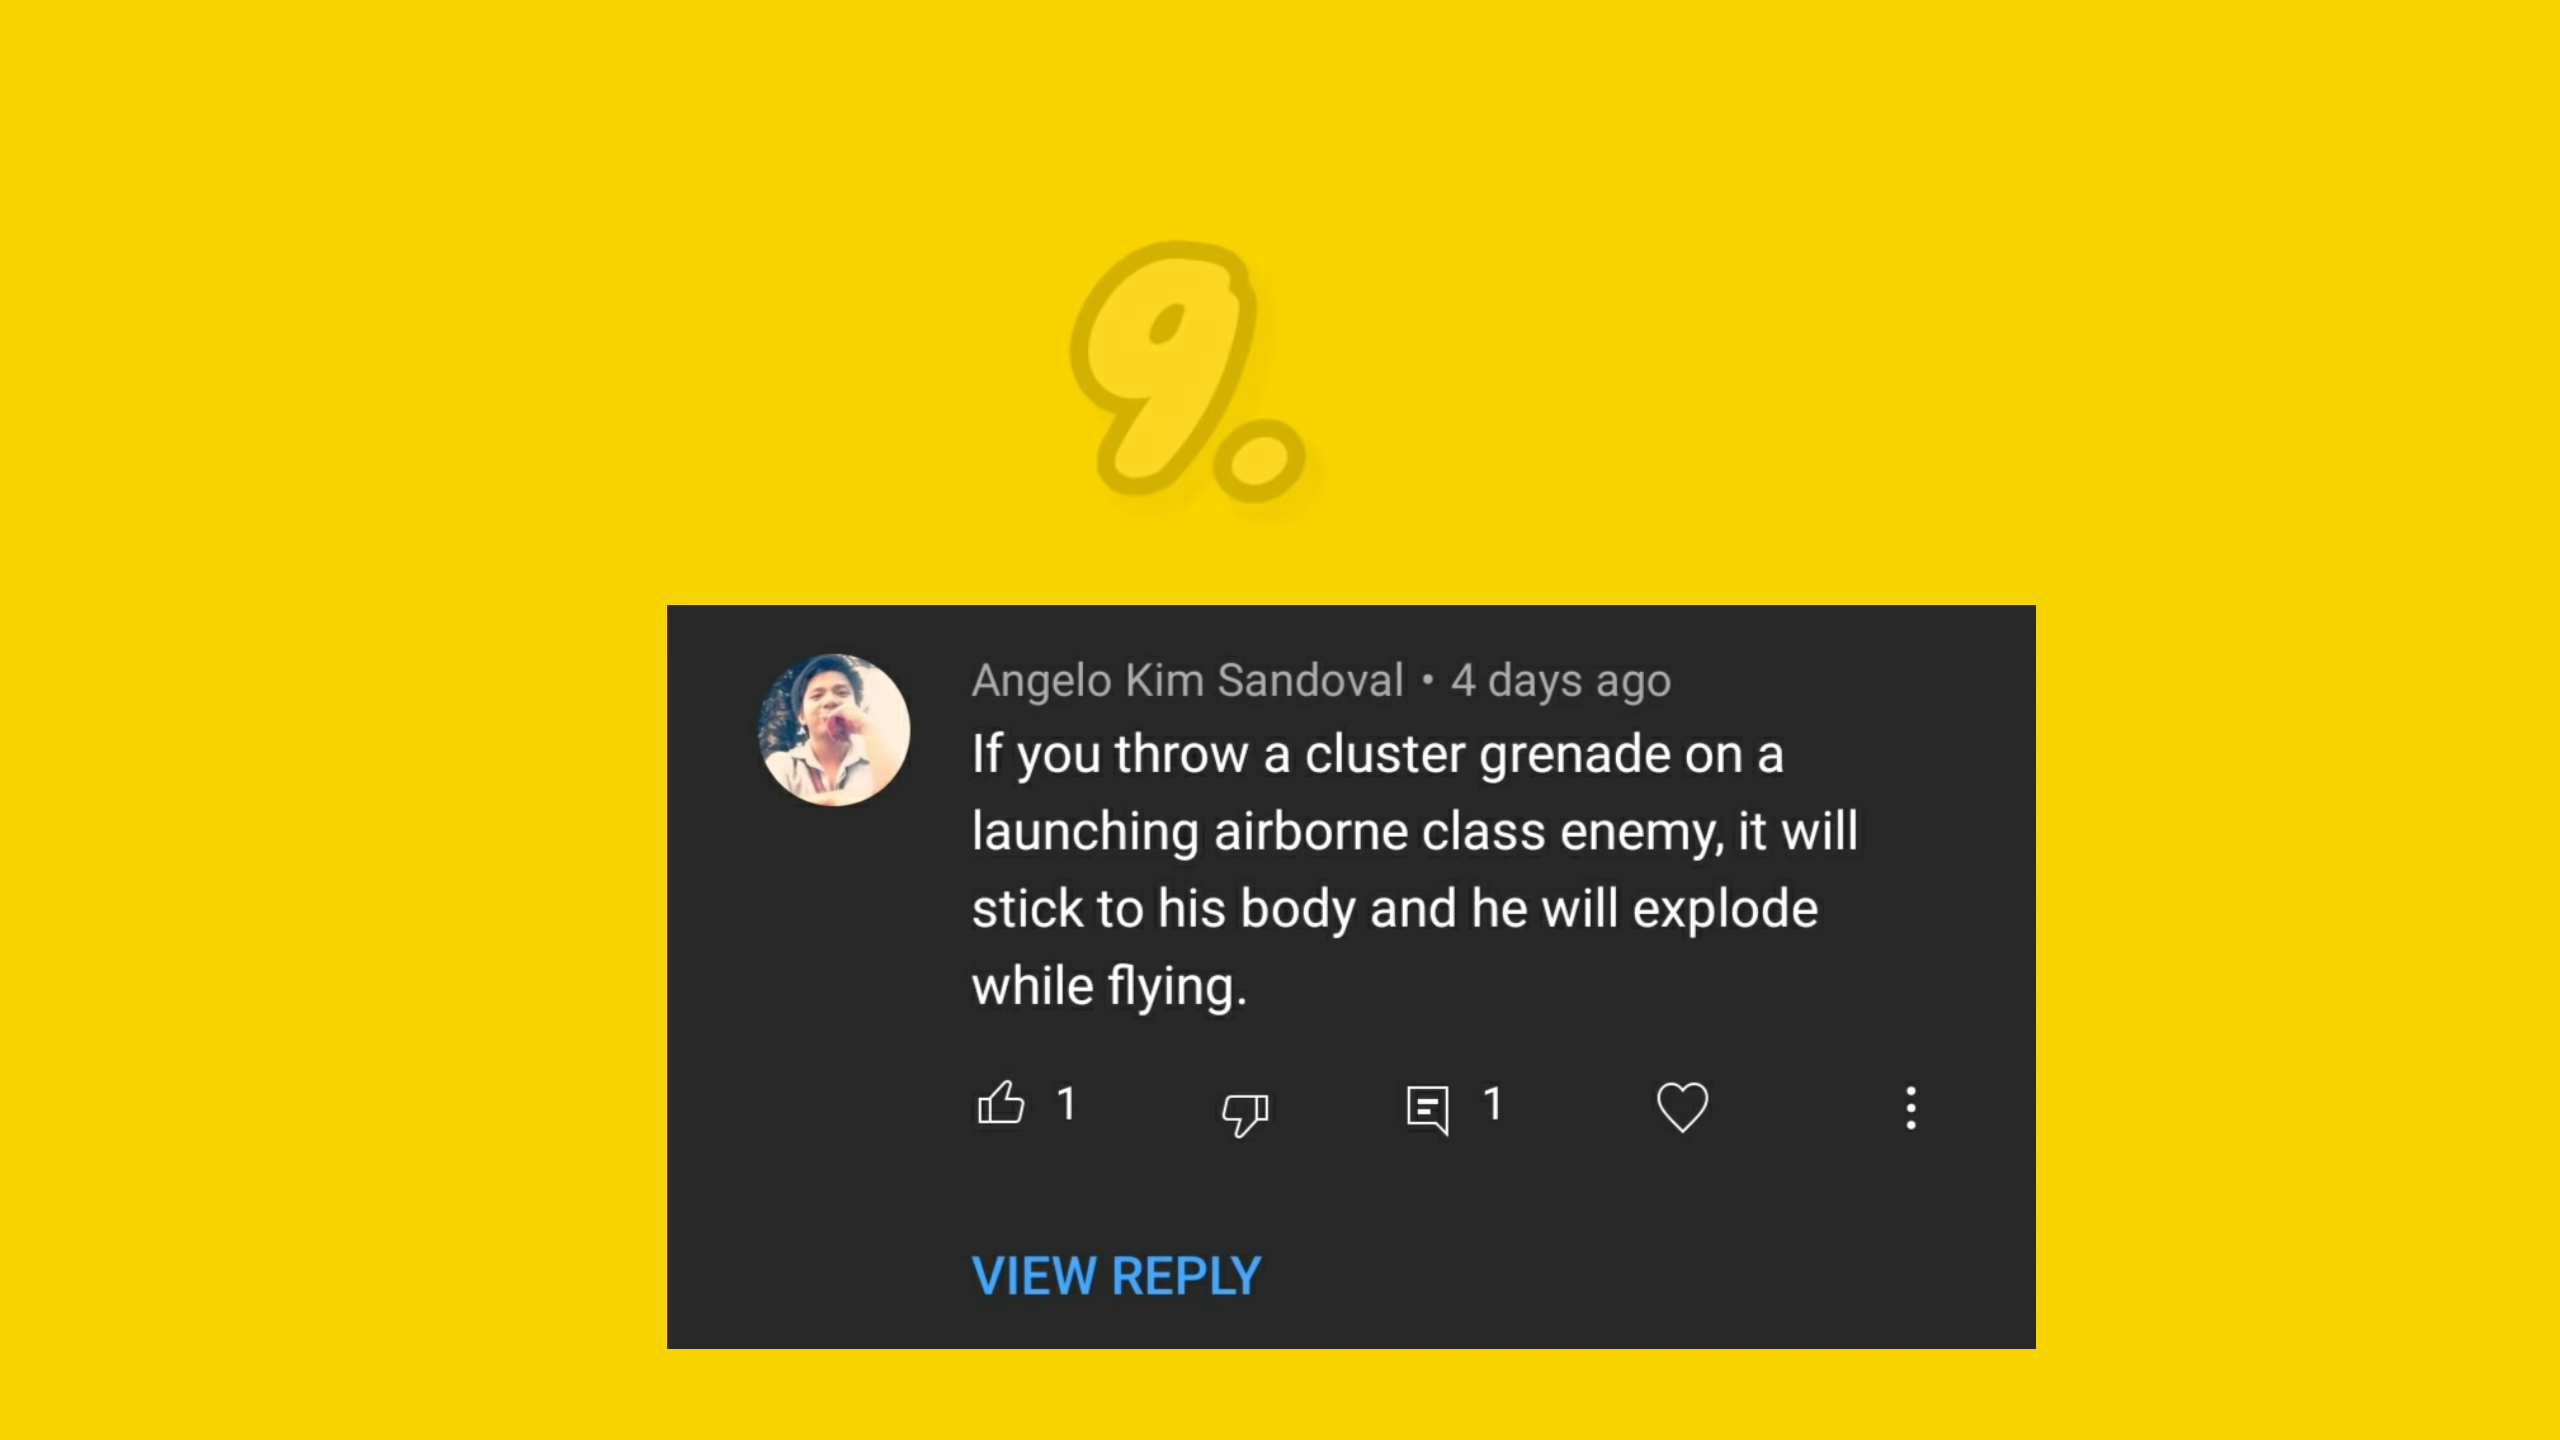 9.
Angelo Kim Sandoval • 4 days ago
If you throw a cluster grenade on a
launching airborne class enemy, it will
stick to his body and he will explode
while flying.
1 1
VIEW REPLY